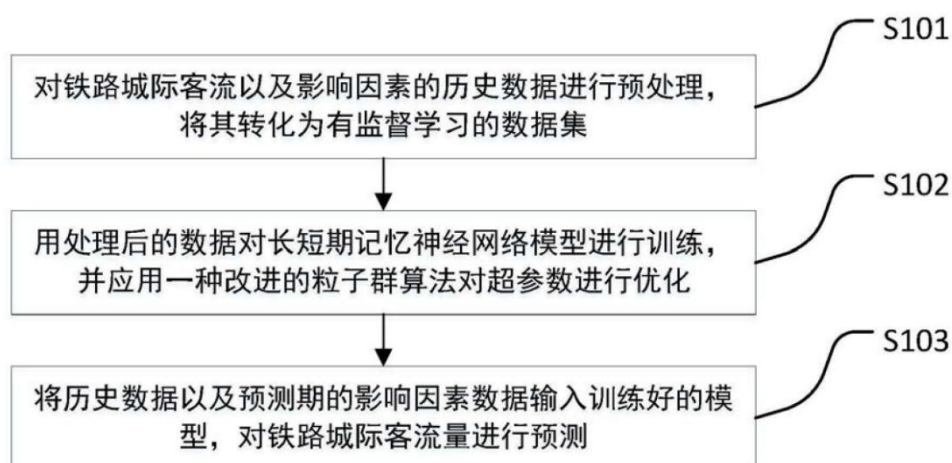 S101
对铁路城际客流以及影响因素的历史数据进行预处理，
将其转化为有监督学习的数据集
S102
用处理后的数据对长短期记忆神经网络模型进行训练，
并应用一种改进的粒子群算法对超参数进行优化
S103
将历史数据以及预测期的影响因素数据输入训练好的模
型，对铁路城际客流量进行预测